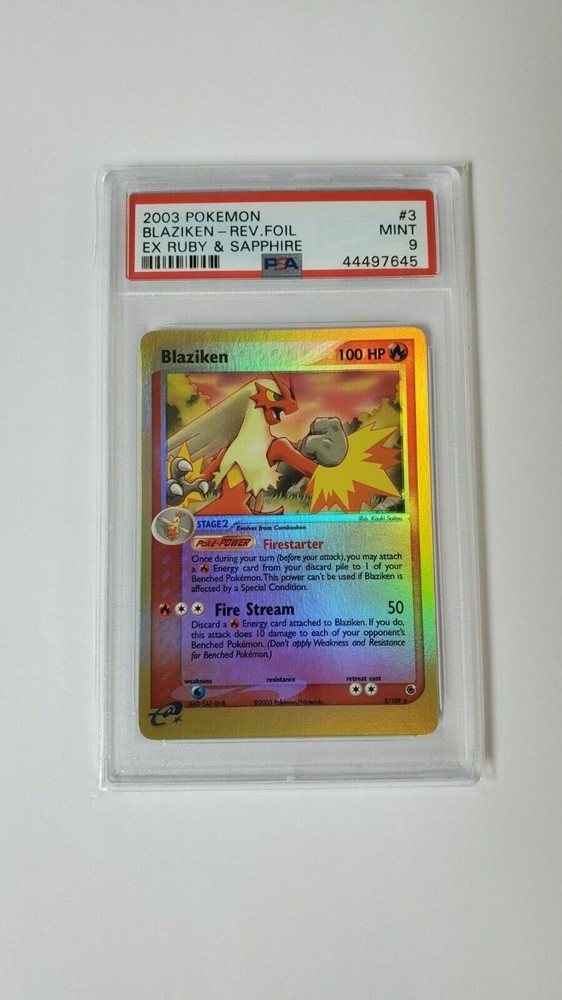 2003 POKEMON #3
BLAZIKEN - REV.FOIL MINT
EX RUBY & SAPPHIRE 9
PSA 44497645
Blaziken 100 HP
Illus. Kouki Saitou
STAGE 2 Evolves from Combusken
Poké-POWER Firestarter
Once during your turn (before your attack), you may attach
a Energy card from your discard pile to 1 of your
Benched Pokémon. This power can't be used if Blaziken is
affected by a Special Condition.
Fire Stream 50
Discard a Energy card attached to Blaziken. If you do,
this attack does 10 damage to each of your opponent's
Benched Pokémon. (Don't apply Weakness and Resistance
for Benched Pokémon.)
weakness resistance retreat cost
©2003 Pokémon/Nintendo 3/109